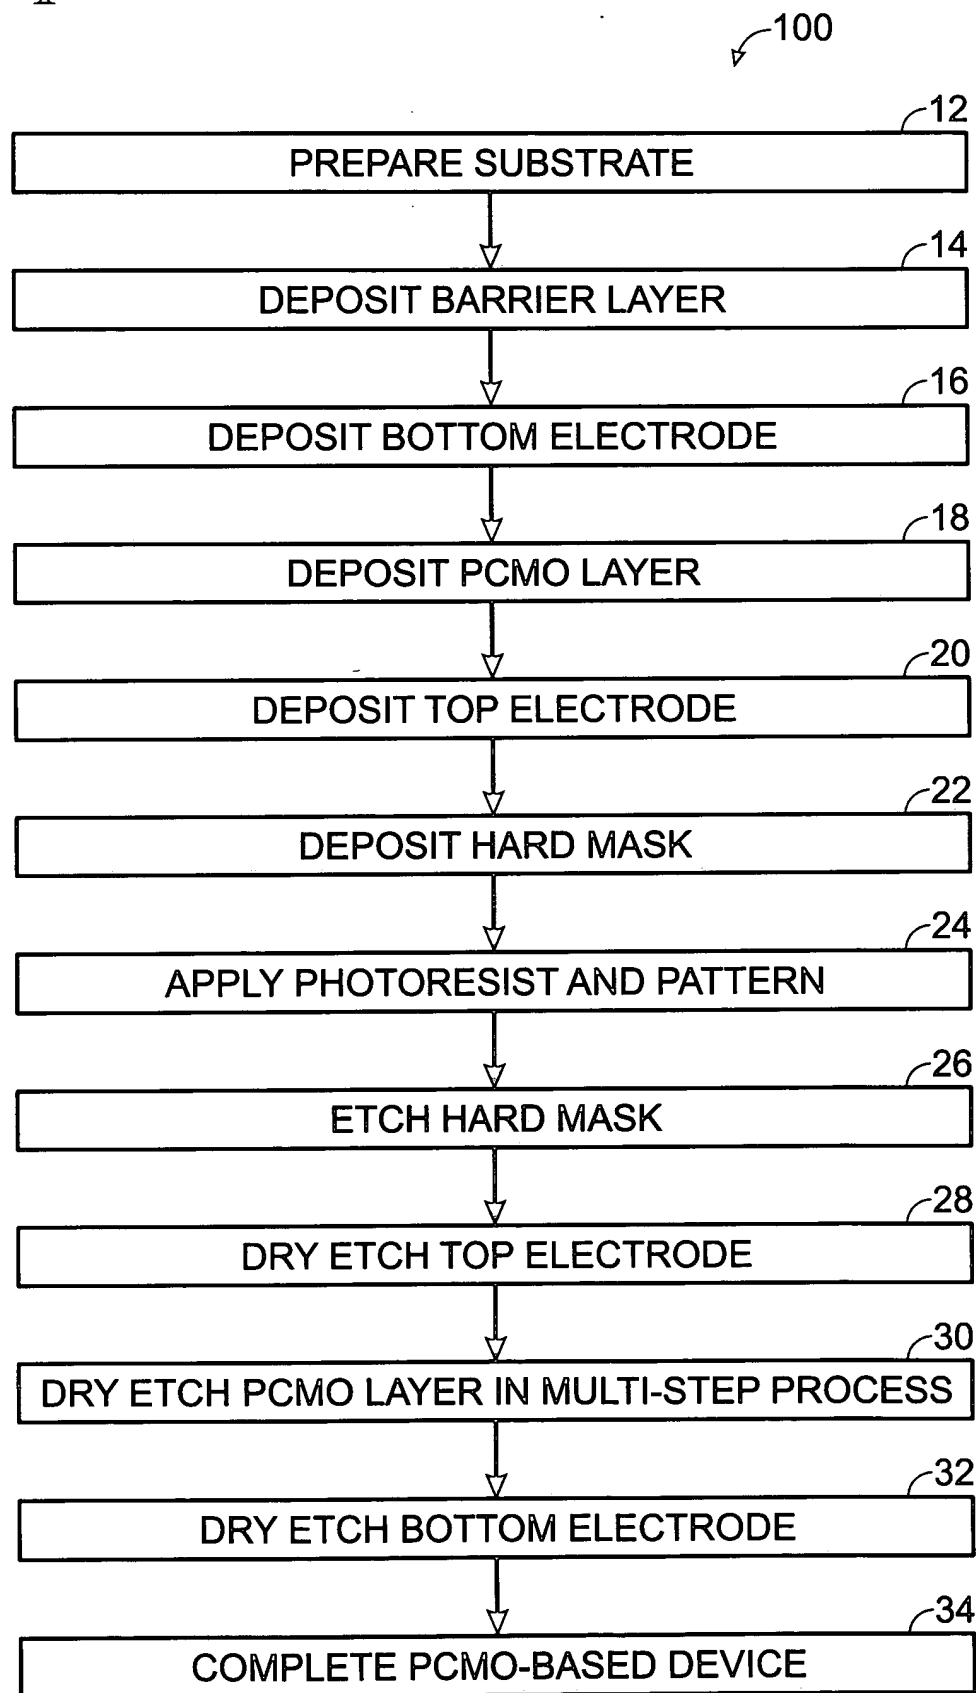 100
12
PREPARE SUBSTRATE
14
DEPOSIT BARRIER LAYER
16
DEPOSIT BOTTOM ELECTRODE
18
DEPOSIT PCMO LAYER
20
DEPOSIT TOP ELECTRODE
22
DEPOSIT HARD MASK
24
APPLY PHOTORESIST AND PATTERN
26
ETCH HARD MASK
28
DRY ETCH TOP ELECTRODE
30
DRY ETCH PCMO LAYER IN MULTI-STEP PROCESS
32
DRY ETCH BOTTOM ELECTRODE
34
COMPLETE PCMO-BASED DEVICE